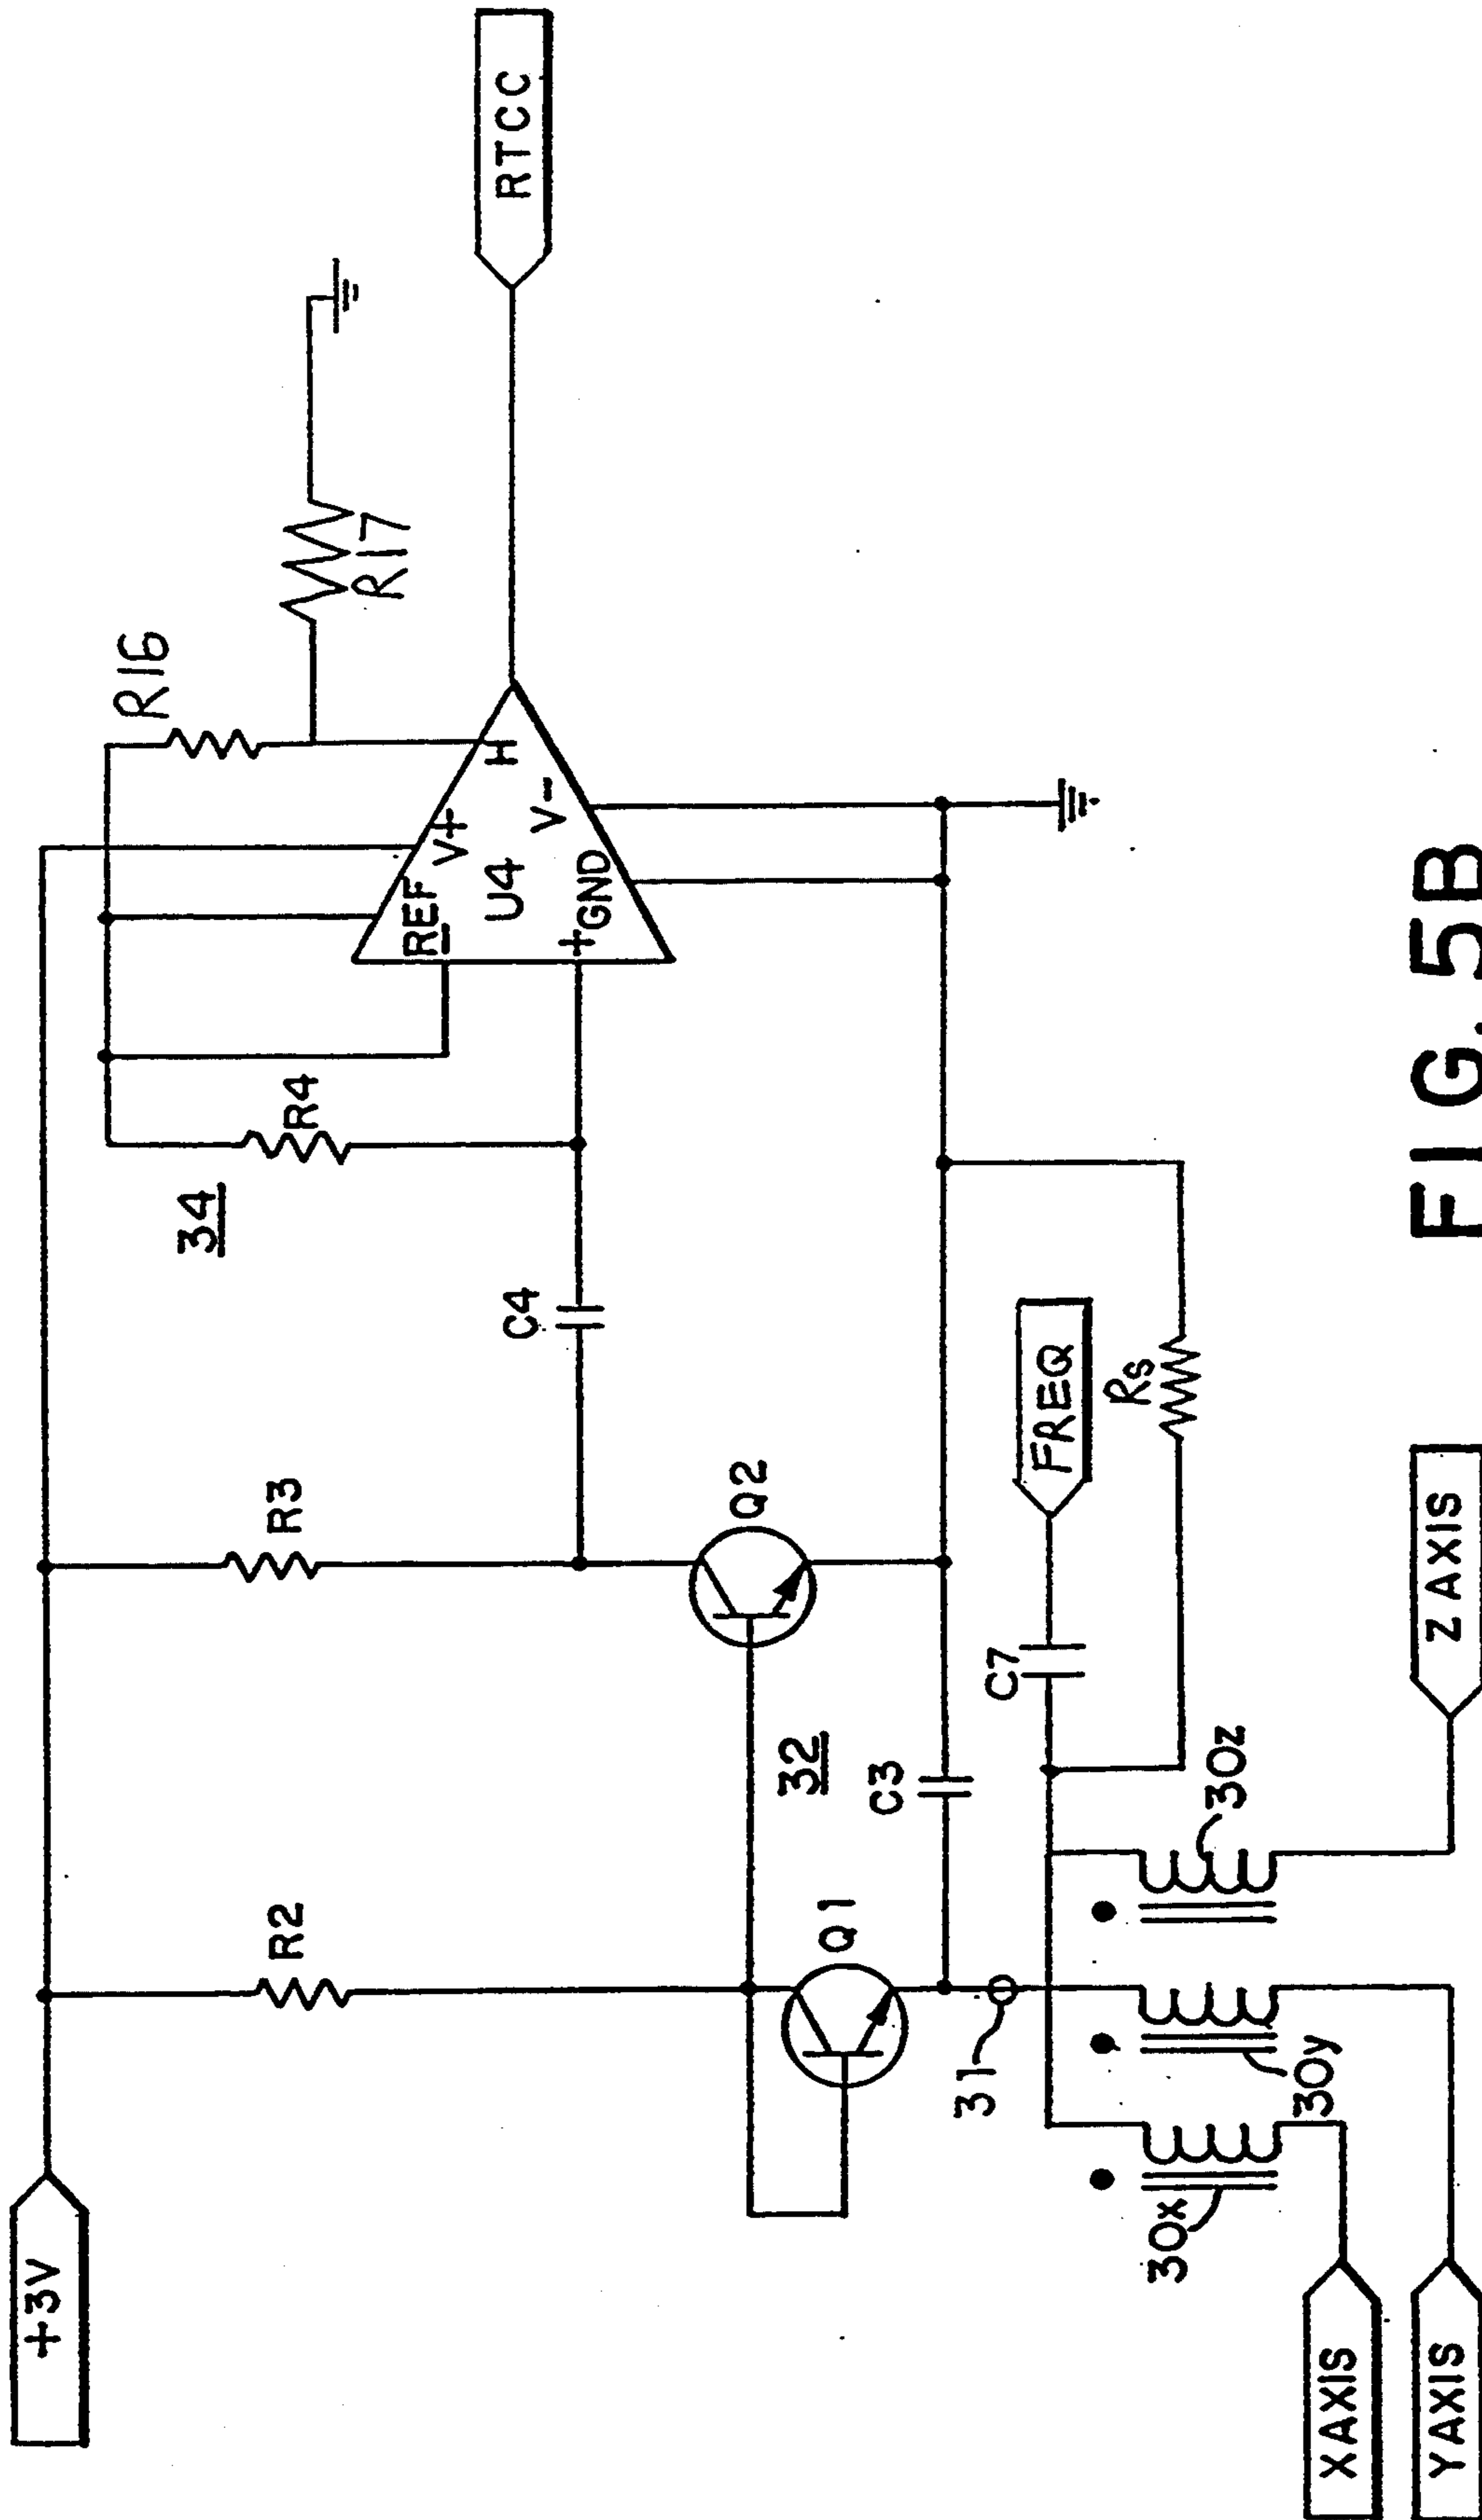 +3V
R2
R3
34
R4
R16
R17
RTCC
REF
V+
U4
H
V-
+
GND
C4
Q2
32
Q1
C3
31
C7
FREQ
Rs
30x
30y
30z
XAXIS
YAXIS
Z AXIS
FIG. 5B